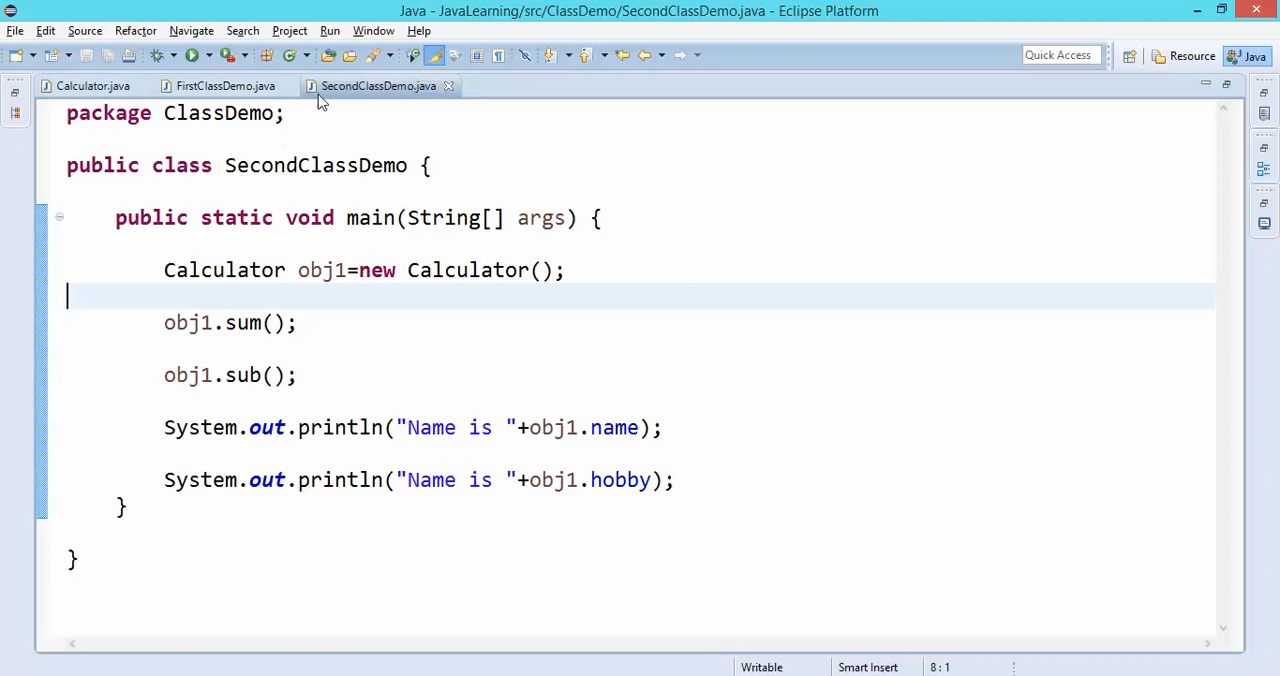 Java - JavaLearning/src/ClassDemo/SecondClassDemo.java - Eclipse Platform
File Edit Source Refactor Navigate Search Project Run Window Help
Quick Access Resource Java
Calculator.java FirstClassDemo.java SecondClassDemo.java
package ClassDemo;
public class SecondClassDemo {
public static void main(String[] args) {
Calculator obj1=new Calculator();
obj1.sum();
obj1.sub();
System.out.println("Name is "+obj1.name);
System.out.println("Name is "+obj1.hobby);
}
}
Writable Smart Insert 8 : 1